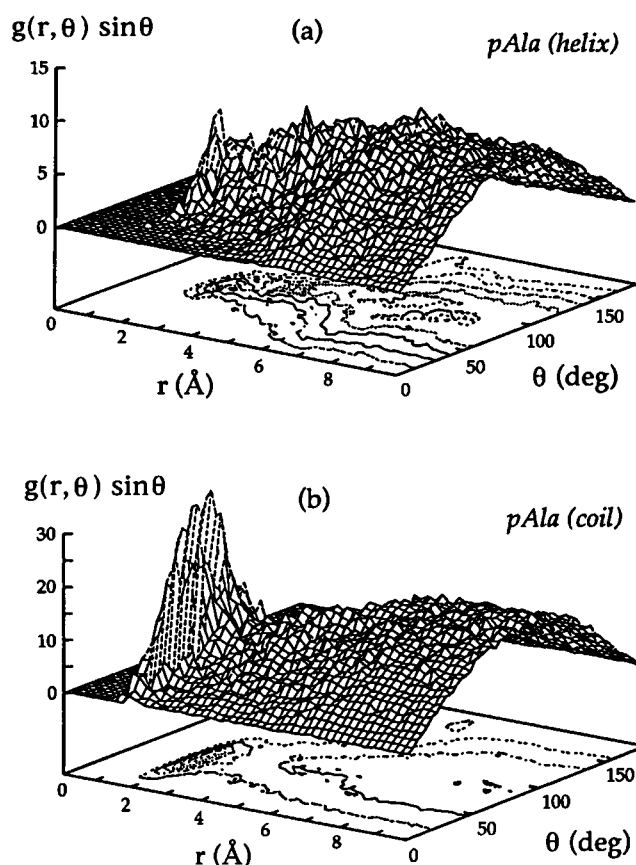 g(r,θ) sinθ
(a)
pAla (helix)
15
10
5
0
0
2
4
6
8
r (Å)
0
50
100
150
θ (deg)
g(r,θ) sinθ
(b)
pAla (coil)
30
20
10
0
0
2
4
6
8
r (Å)
0
50
100
150
θ (deg)